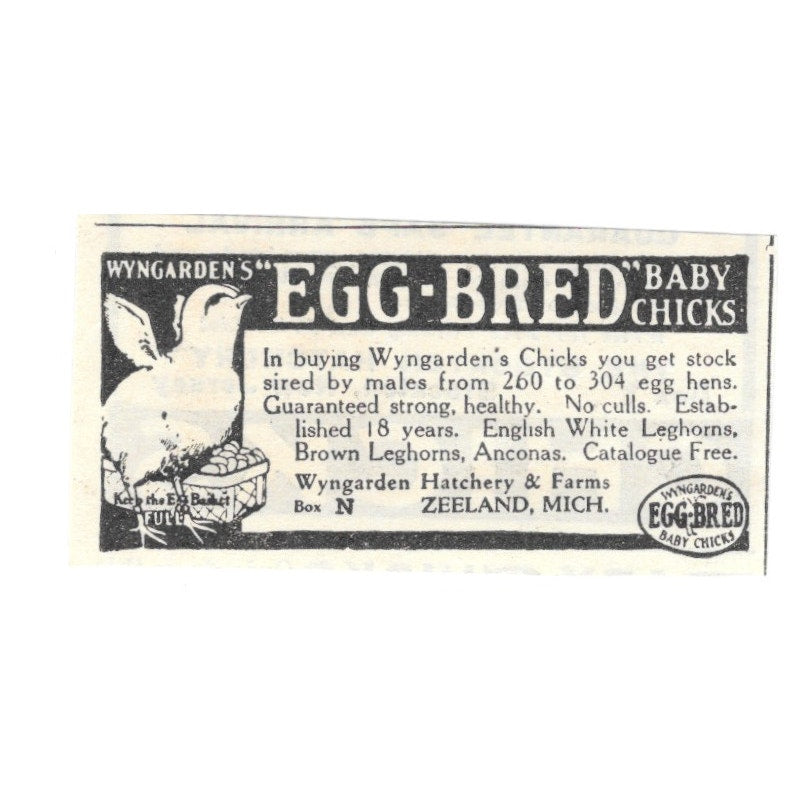 WYNGARDEN'S "EGG-BRED" BABY CHICKS
In buying Wyngarden's Chicks you get stock
sired by males from 260 to 304 egg hens.
Guaranteed strong, healthy. No culls. Estab-
lished 18 years. English White Leghorns,
Brown Leghorns, Anconas. Catalogue Free.
Wyngarden Hatchery & Farms
Box N ZEELAND, MICH.
Keep the Egg Basket
FULL
WYNGARDEN'S
EGG-BRED
BABY CHICKS